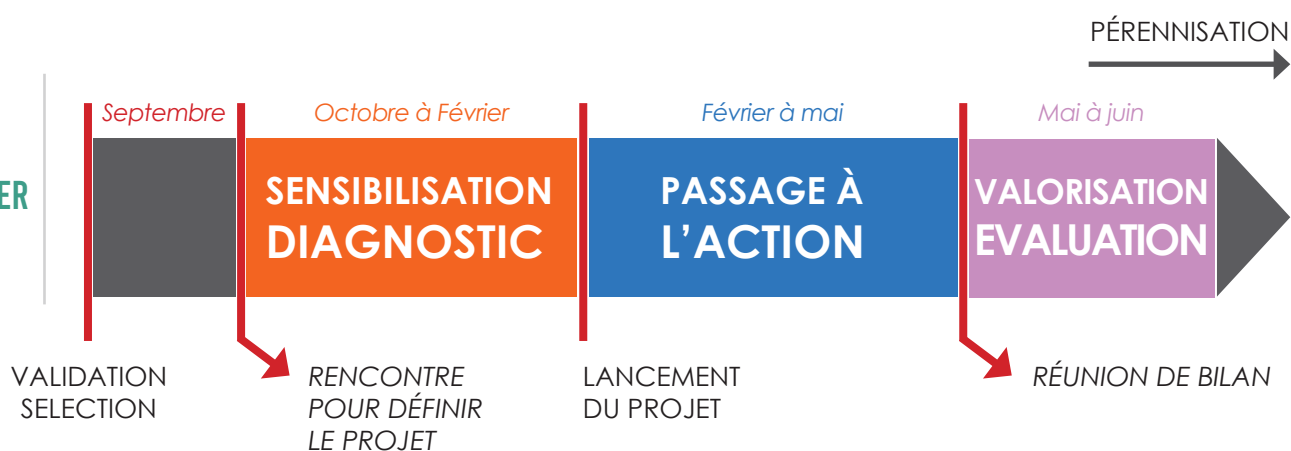 PÉRENNISATION
Septembre
Octobre à Février
Février à mai
Mai à juin
ER
SENSIBILISATION
DIAGNOSTIC
PASSAGE À
L’ACTION
VALORISATION
EVALUATION
VALIDATION
SELECTION
RENCONTRE
POUR DÉFINIR
LE PROJET
LANCEMENT
DU PROJET
RÉUNION DE BILAN